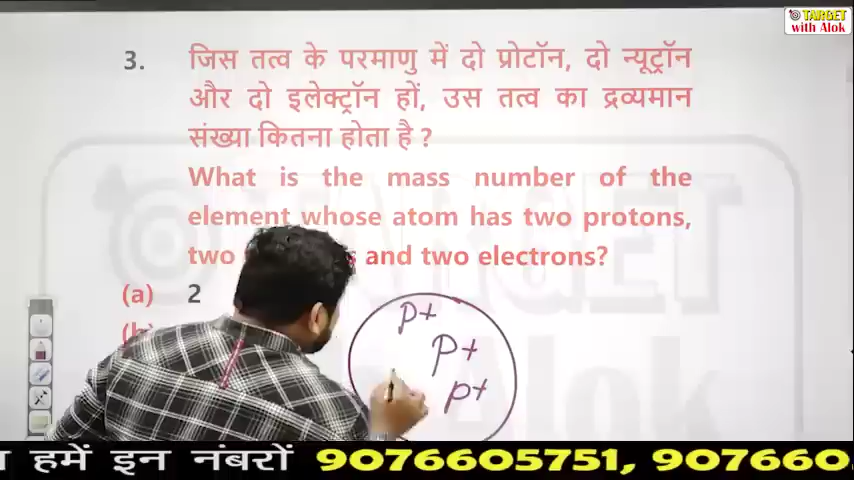 TARGET
with Alok
3. जिस तत्व के परमाणु में दो प्रोटॉन, दो न्यूट्रॉन
और दो इलेक्ट्रॉन हों, उस तत्व का द्रव्यमान
संख्या कितना होता है ?
What is the mass number of the
element whose atom has two protons,
two and two electrons?
(a) 2
(b)
p+
p+
p+
हमें इन नंबरों 9076605751, 907660